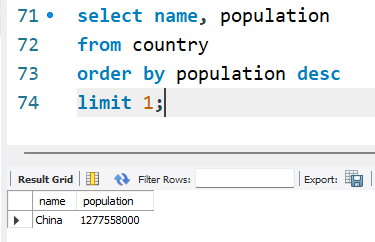 71 select name, population
72 from country
73 order by population desc
74 limit 1;
Result Grid Filter Rows: Export:
name population
China 1277558000